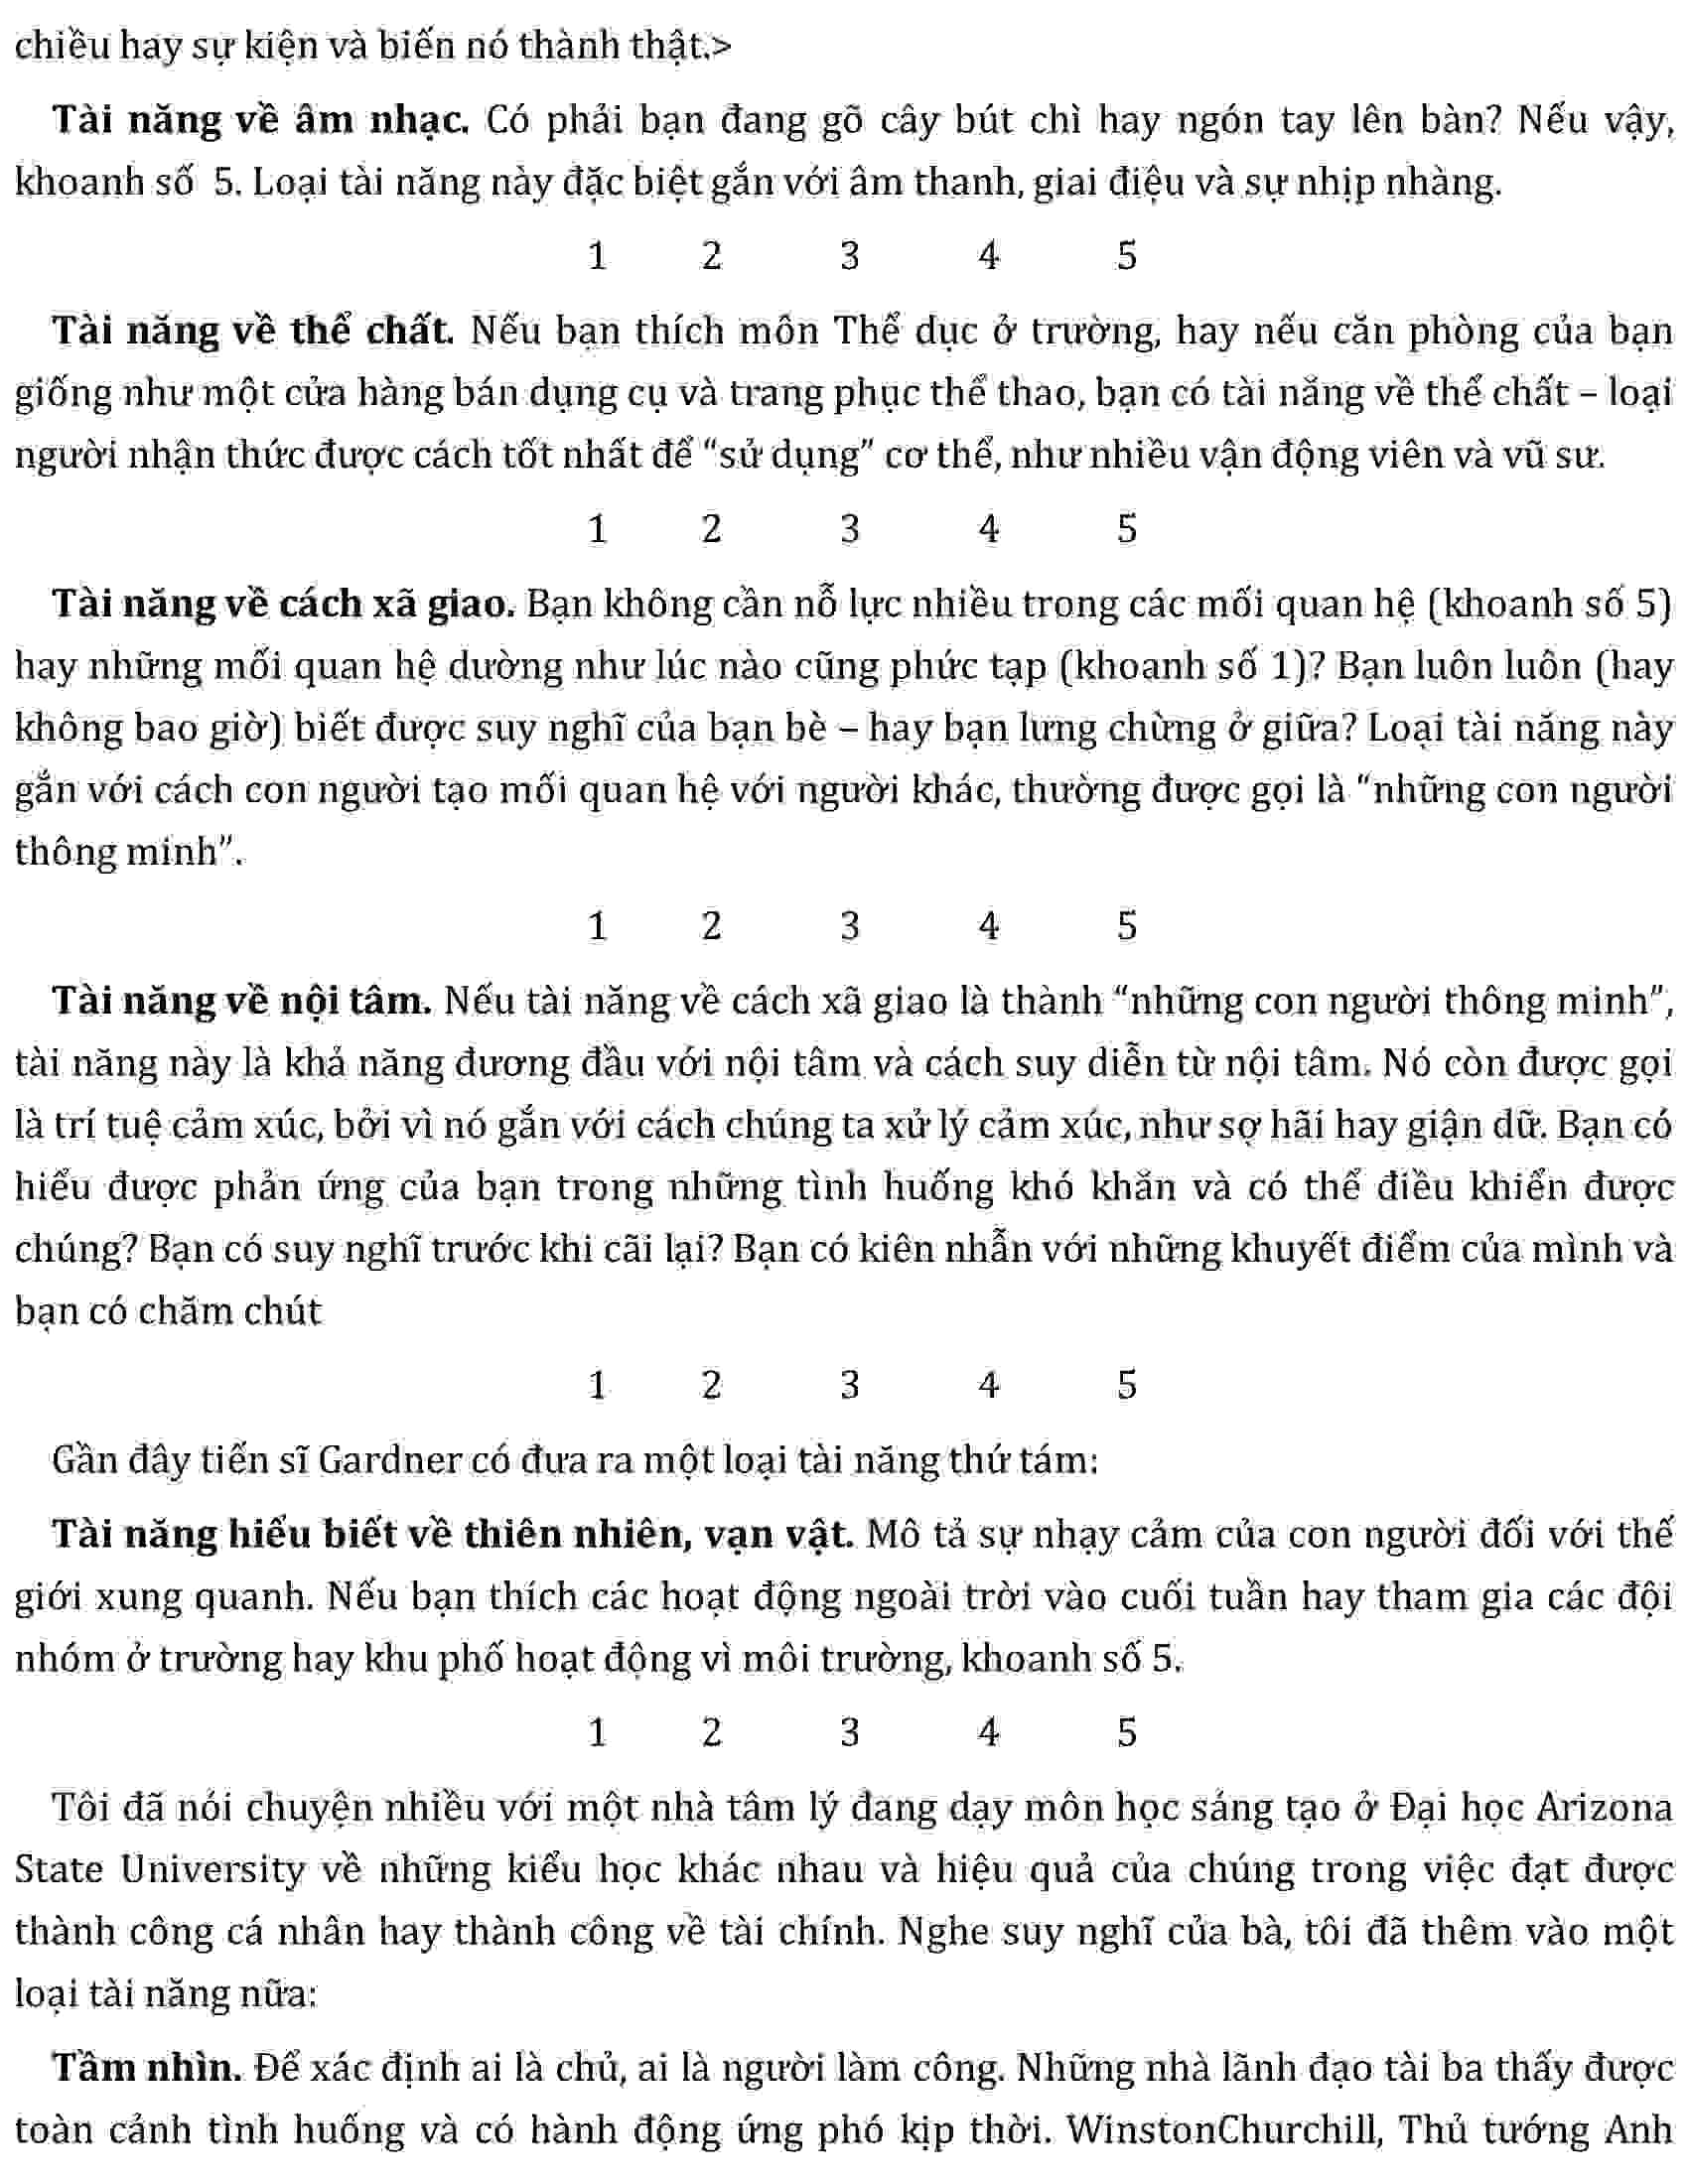 chiều hay sự kiện và biến nó thành thật.>
Tài năng về âm nhạc. Có phải bạn đang gõ cây bút chì hay ngón tay lên bàn? Nếu vậy,
khoanh số 5. Loại tài năng này đặc biệt gắn với âm thanh, giai điệu và sự nhịp nhàng.
1 2 3 4 5
Tài năng về thể chất. Nếu bạn thích môn Thể dục ở trường, hay nếu căn phòng của bạn
giống như một cửa hàng bán dụng cụ và trang phục thể thao, bạn có tài năng về thể chất – loại
người nhận thức được cách tốt nhất để “sử dụng” cơ thể, như nhiều vận động viên và vũ sư.
1 2 3 4 5
Tài năng về cách xã giao. Bạn không cần nỗ lực nhiều trong các mối quan hệ (khoanh số 5)
hay những mối quan hệ dường như lúc nào cũng phức tạp (khoanh số 1)? Bạn luôn luôn (hay
không bao giờ) biết được suy nghĩ của bạn bè – hay bạn lưng chừng ở giữa? Loại tài năng này
gắn với cách con người tạo mối quan hệ với người khác, thường được gọi là “những con người
thông minh”.
1 2 3 4 5
Tài năng về nội tâm. Nếu tài năng về cách xã giao là thành “những con người thông minh”,
tài năng này là khả năng đương đầu với nội tâm và cách suy diễn từ nội tâm. Nó còn được gọi
là trí tuệ cảm xúc, bởi vì nó gắn với cách chúng ta xử lý cảm xúc, như sợ hãi hay giận dữ. Bạn có
hiểu được phản ứng của bạn trong những tình huống khó khăn và có thể điều khiển được
chúng? Bạn có suy nghĩ trước khi cãi lại? Bạn có kiên nhẫn với những khuyết điểm của mình và
bạn có chăm chút
1 2 3 4 5
Gần đây tiến sĩ Gardner có đưa ra một loại tài năng thứ tám:
Tài năng hiểu biết về thiên nhiên, vạn vật. Mô tả sự nhạy cảm của con người đối với thế
giới xung quanh. Nếu bạn thích các hoạt động ngoài trời vào cuối tuần hay tham gia các đội
nhóm ở trường hay khu phố hoạt động vì môi trường, khoanh số 5.
1 2 3 4 5
Tôi đã nói chuyện nhiều với một nhà tâm lý đang dạy môn học sáng tạo ở Đại học Arizona
State University về những kiểu học khác nhau và hiệu quả của chúng trong việc đạt được
thành công cá nhân hay thành công về tài chính. Nghe suy nghĩ của bà, tôi đã thêm vào một
loại tài năng nữa:
Tầm nhìn. Để xác định ai là chủ, ai là người làm công. Những nhà lãnh đạo tài ba thấy được
toàn cảnh tình huống và có hành động ứng phó kịp thời. WinstonChurchill, Thủ tướng Anh